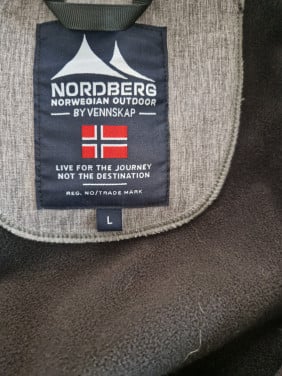 NORDBERG
NORWEGIAN OUTDOOR
BY VENNSKAP
LIVE FOR THE JOURNEY
NOT THE DESTINATION
REG. NO/TRADE MARK
L